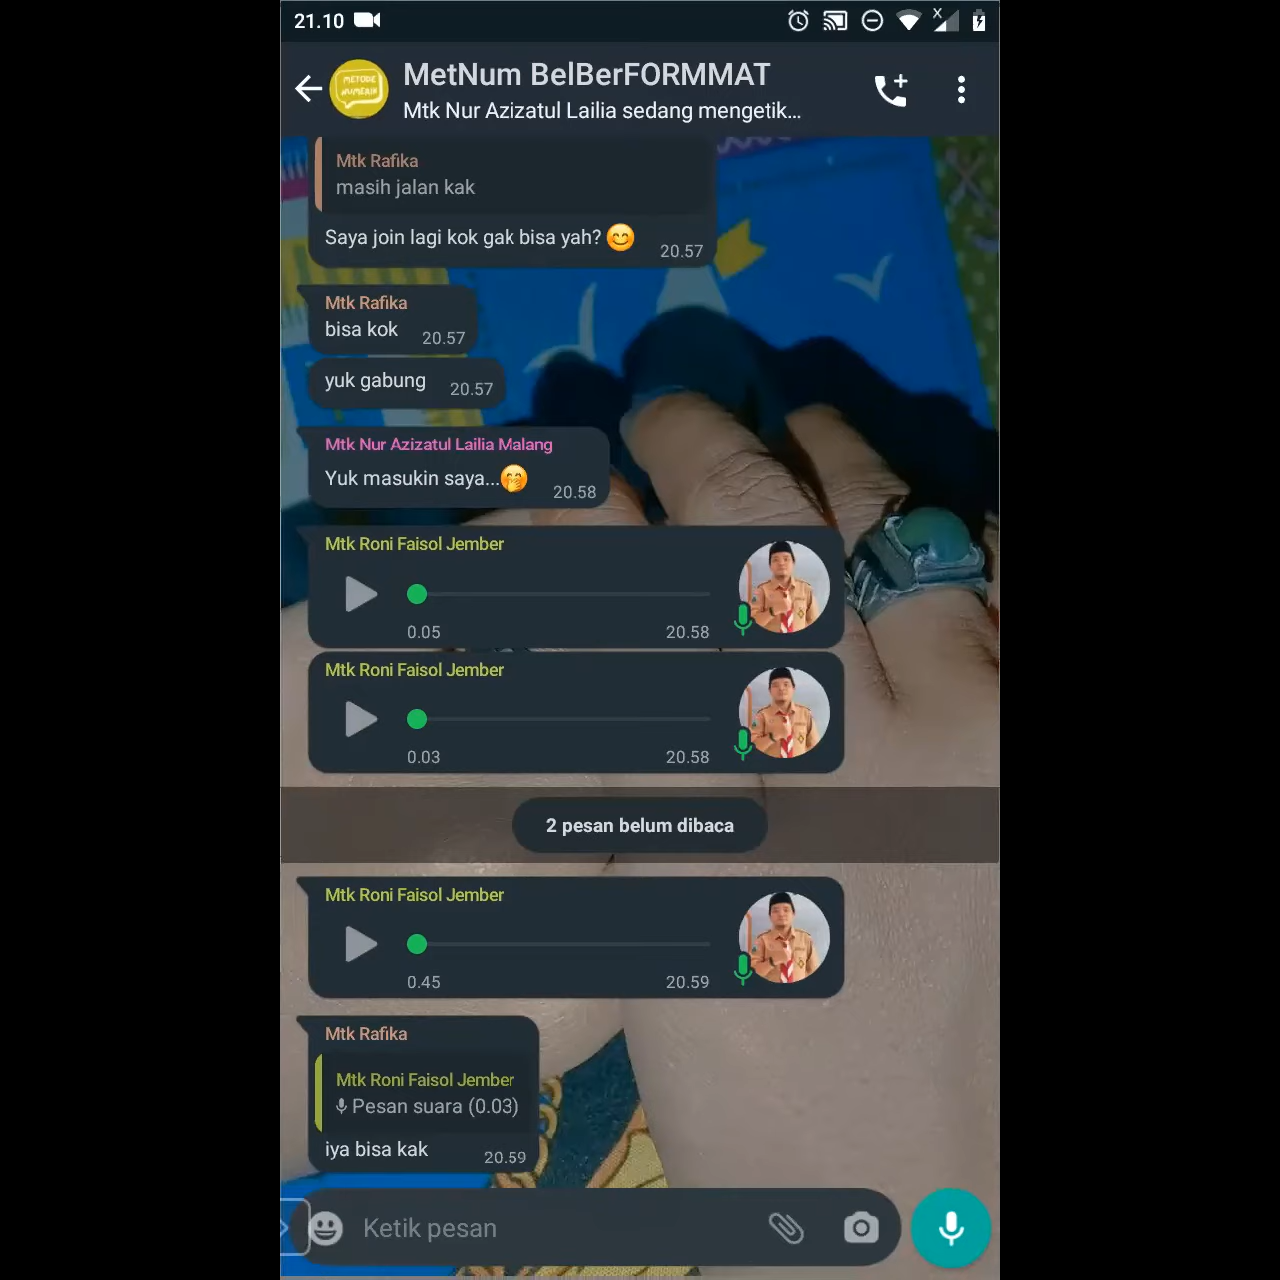 21.10
METODE
NUMERIK
MetNum BelBerFORMMAT
Mtk Nur Azizatul Lailia sedang mengetik...
Mtk Rafika
masih jalan kak
Saya join lagi kok gak bisa yah?😊 20.57
Mtk Rafika
bisa kok 20.57
yuk gabung 20.57
Mtk Nur Azizatul Lailia Malang
Yuk masukin saya...🤭 20.58
Mtk Roni Faisol Jember
0.05 20.58
Mtk Roni Faisol Jember
0.03 20.58
2 pesan belum dibaca
Mtk Roni Faisol Jember
0.45 20.59
Mtk Rafika
Mtk Roni Faisol Jember
Pesan suara (0.03)
iya bisa kak 20.59
Ketik pesan